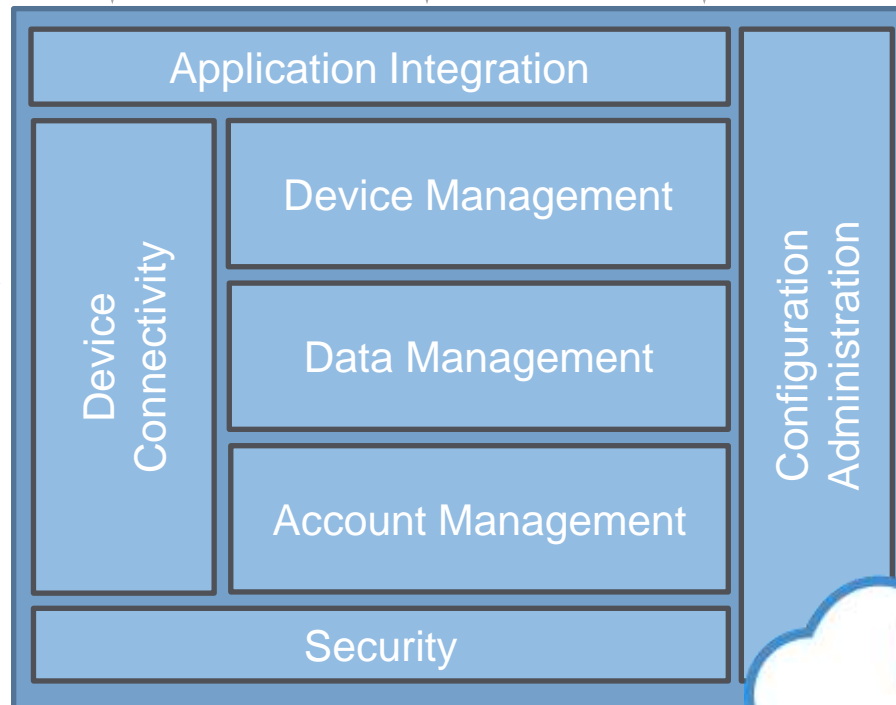 Application Integration
Device
Connectivity
Device Management
Data Management
Account Management
Configuration
Administration
Security